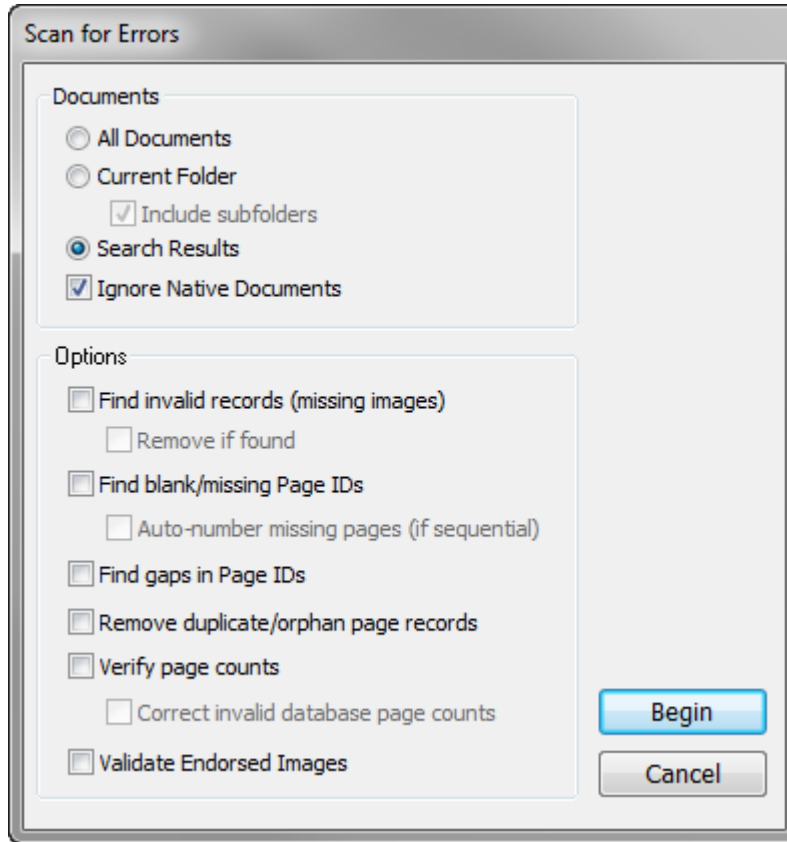 Scan for Errors
Documents
All Documents
Current Folder
Include subfolders
Search Results
Ignore Native Documents
Options
Find invalid records (missing images)
Remove if found
Find blank/missing Page IDs
Auto-number missing pages (if sequential)
Find gaps in Page IDs
Remove duplicate/orphan page records
Verify page counts
Correct invalid database page counts
Validate Endorsed Images
Begin
Cancel